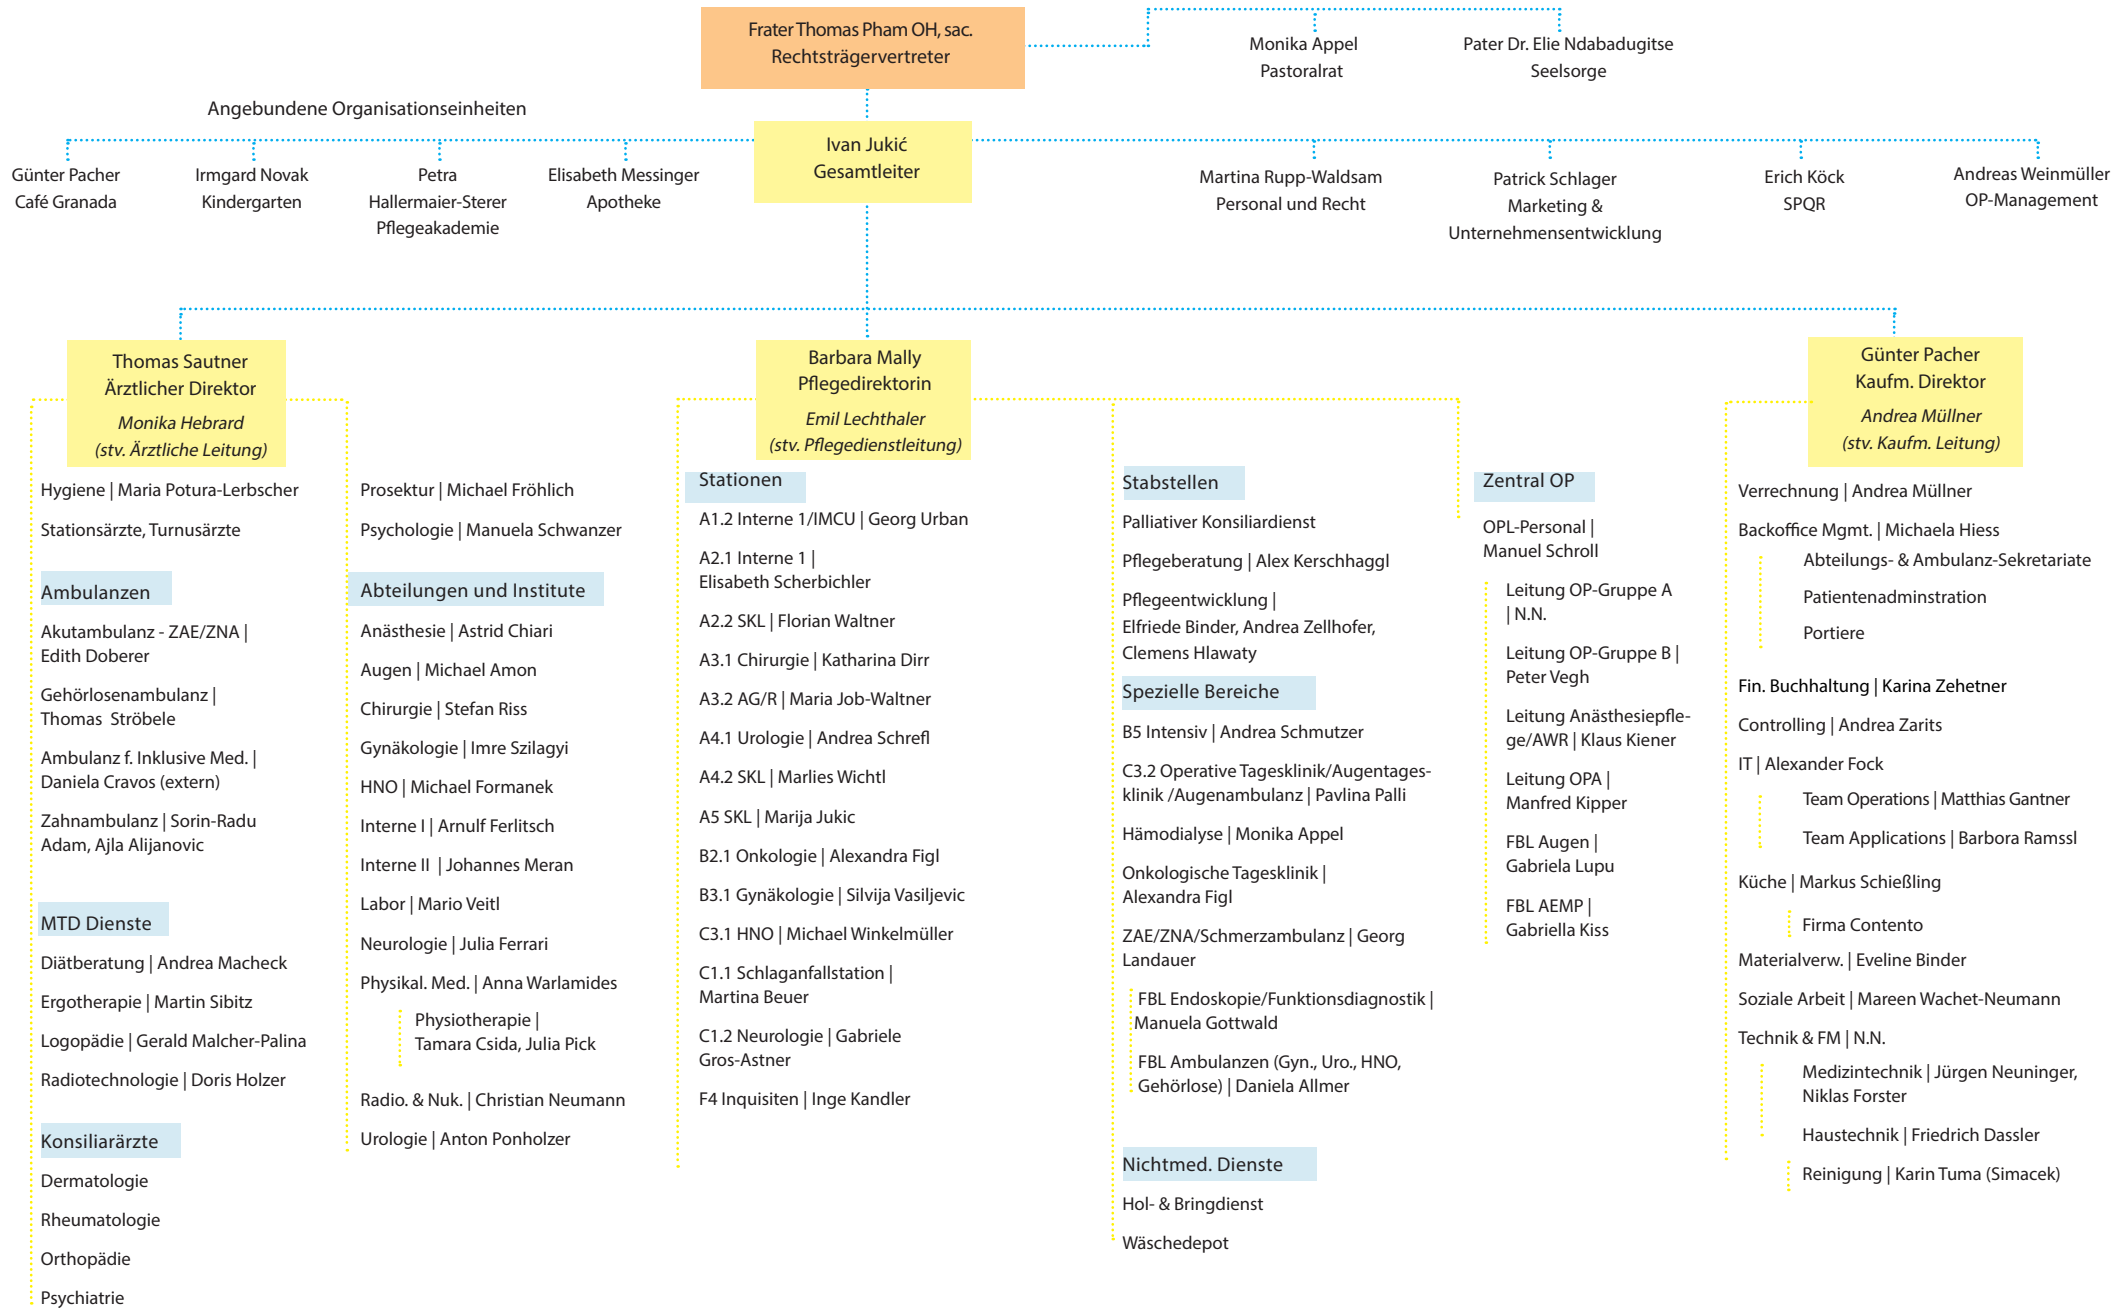 Frater Thomas Pham OH, sac.
Rechtsträgervertreter
Monika Appel
Pastoralrat
Pater Dr. Elie Ndabadugitse
Seelsorge
Angebundene Organisationseinheiten
Ivan Jukić
Gesamtleiter
Günter Pacher
Café Granada
Irmgard Novak
Kindergarten
Petra
Hallermaier-Sterer
Pflegeakademie
Elisabeth Messinger
Apotheke
Martina Rupp-Waldsam
Personal und Recht
Patrick Schlager
Marketing &
Unternehmensentwicklung
Erich Köck
SPQR
Andreas Weinmüller
OP-Management
Thomas Sautner
Ärztlicher Direktor
Monika Hebrard
(stv. Ärztliche Leitung)
Hygiene | Maria Potura-Lerbscher
Stationsärzte, Turnusärzte
Ambulanzen
Akutambulanz - ZAE/ZNA |
Edith Doberer
Gehörlosenambulanz |
Thomas Ströbele
Ambulanz f. Inklusive Med. |
Daniela Cravos (extern)
Zahnambulanz | Sorin-Radu
Adam, Ajla Alijanovic
MTD Dienste
Diätberatung | Andrea Macheck
Ergotherapie | Martin Sibitz
Logopädie | Gerald Malcher-Palina
Radiotechnologie | Doris Holzer
Konsiliarärzte
Dermatologie
Rheumatologie
Orthopädie
Psychiatrie
Prosektur | Michael Fröhlich
Psychologie | Manuela Schwanzer
Abteilungen und Institute
Anästhesie | Astrid Chiari
Augen | Michael Amon
Chirurgie | Stefan Riss
Gynäkologie | Imre Szilagyi
HNO | Michael Formanek
Interne I | Arnulf Ferlitsch
Interne II | Johannes Meran
Labor | Mario Veitl
Neurologie | Julia Ferrari
Physikal. Med. | Anna Warlamides
Physiotherapie |
Tamara Csida, Julia Pick
Radio. & Nuk. | Christian Neumann
Urologie | Anton Ponholzer
Barbara Mally
Pflegedirektorin
Emil Lechthaler
(stv. Pflegedienstleitung)
Stationen
A1.2 Interne 1/IMCU | Georg Urban
A2.1 Interne 1 |
Elisabeth Scherbichler
A2.2 SKL | Florian Waltner
A3.1 Chirurgie | Katharina Dirr
A3.2 AG/R | Maria Job-Waltner
A4.1 Urologie | Andrea Schrefl
A4.2 SKL | Marlies Wichtl
A5 SKL | Marija Jukic
B2.1 Onkologie | Alexandra Figl
B3.1 Gynäkologie | Silvija Vasiljevic
C3.1 HNO | Michael Winkelmüller
C1.1 Schlaganfallstation |
Martina Beuer
C1.2 Neurologie | Gabriele
Gros-Astner
F4 Inquisiten | Inge Kandler
Stabstellen
Palliativer Konsiliardienst
Pflegeberatung | Alex Kerschhaggl
Pflegeentwicklung |
Elfriede Binder, Andrea Zellhofer,
Clemens Hlawaty
Spezielle Bereiche
B5 Intensiv | Andrea Schmutzer
C3.2 Operative Tagesklinik/Augentages-
klinik /Augenambulanz | Pavlina Palli
Hämodialyse | Monika Appel
Onkologische Tagesklinik |
Alexandra Figl
ZAE/ZNA/Schmerzambulanz | Georg
Landauer
FBL Endoskopie/Funktionsdiagnostik |
Manuela Gottwald
FBL Ambulanzen (Gyn., Uro., HNO,
Gehörlose) | Daniela Allmer
Nichtmed. Dienste
Hol- & Bringdienst
Wäschedepot
Zentral OP
OPL-Personal |
Manuel Schroll
Leitung OP-Gruppe A
| N.N.
Leitung OP-Gruppe B |
Peter Vegh
Leitung Anästhesiepfle-
ge/AWR | Klaus Kiener
Leitung OPA |
Manfred Kipper
FBL Augen |
Gabriela Lupu
FBL AEMP |
Gabriella Kiss
Günter Pacher
Kaufm. Direktor
Andrea Müllner
(stv. Kaufm. Leitung)
Verrechnung | Andrea Müllner
Backoffice Mgmt. | Michaela Hiess
Abteilungs- & Ambulanz-Sekretariate
Patientenadminstration
Portiere
Fin. Buchhaltung | Karina Zehetner
Controlling | Andrea Zarits
IT | Alexander Fock
Team Operations | Matthias Gantner
Team Applications | Barbora Ramssl
Küche | Markus Schießling
Firma Contento
Materialverw. | Eveline Binder
Soziale Arbeit | Mareen Wachet-Neumann
Technik & FM | N.N.
Medizintechnik | Jürgen Neuninger,
Niklas Forster
Haustechnik | Friedrich Dassler
Reinigung | Karin Tuma (Simacek)